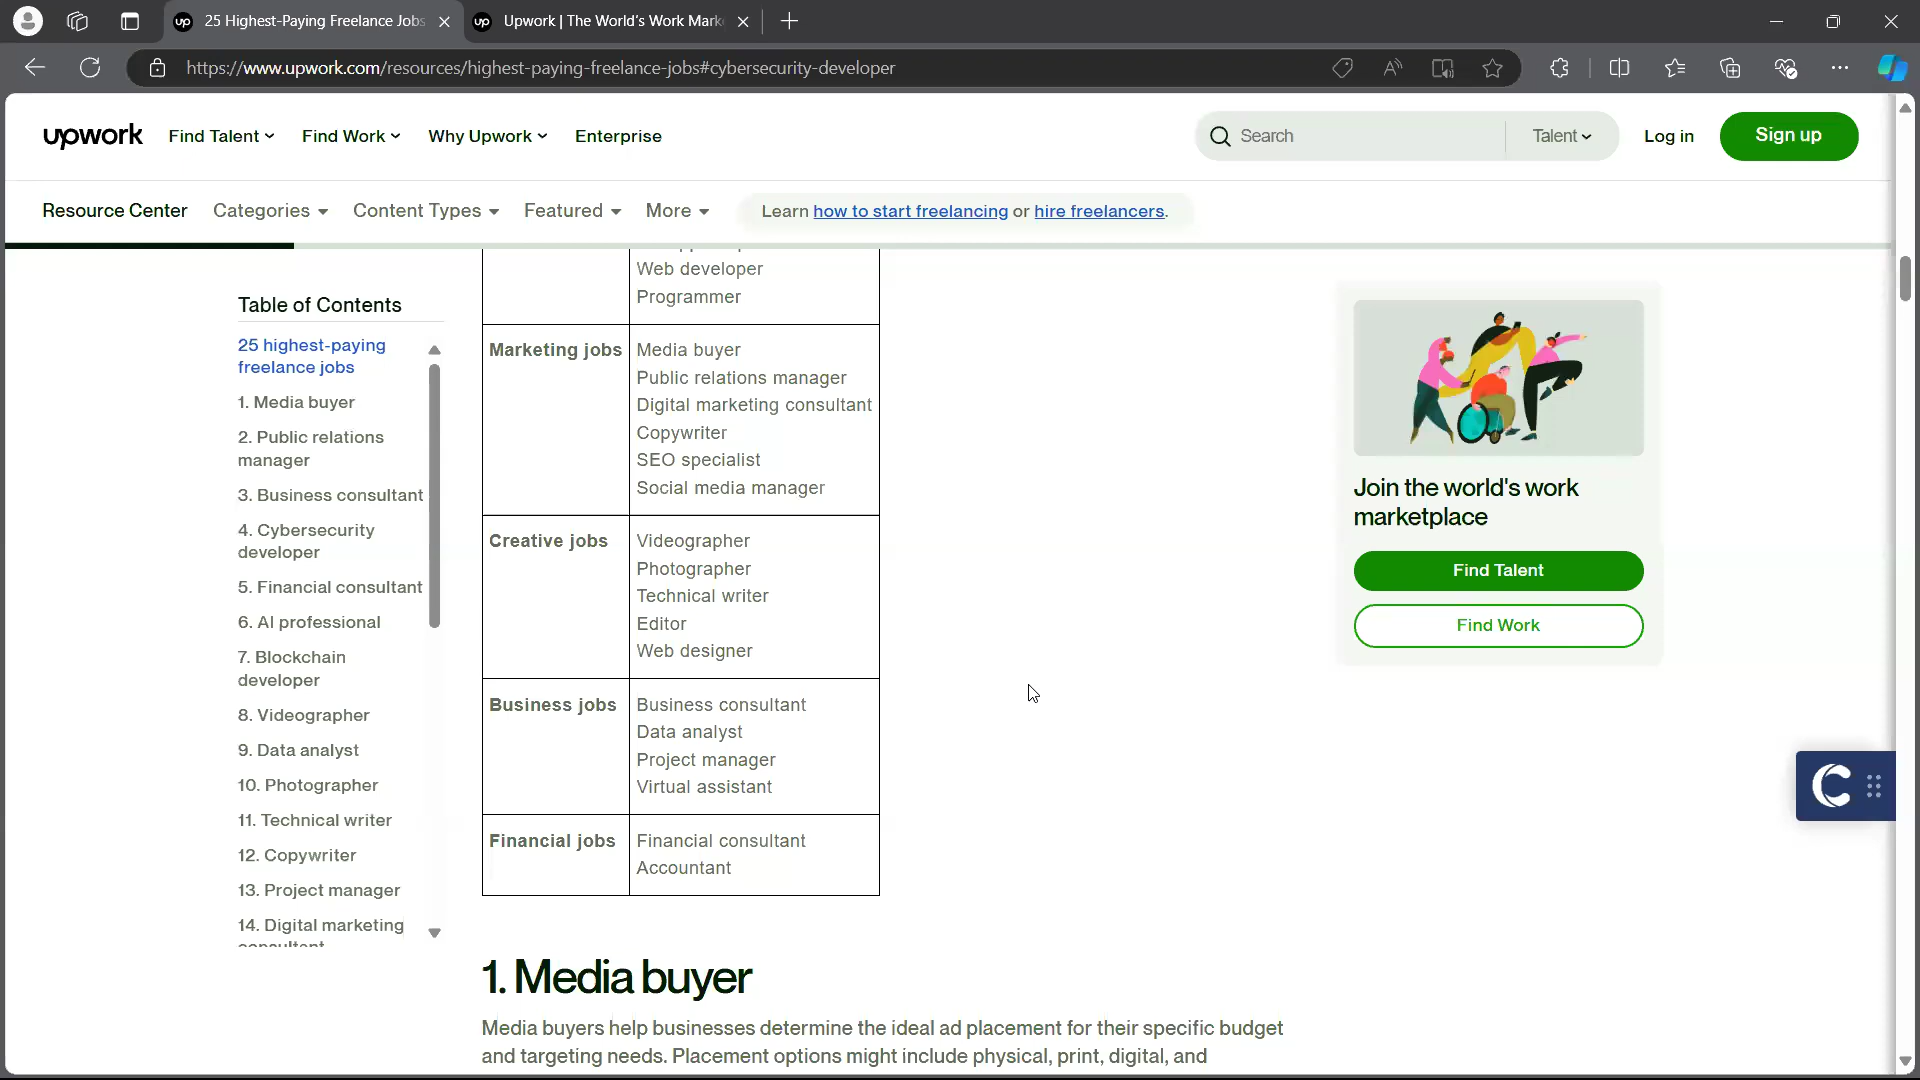 25 Highest-Paying Freelance Jobs
Upwork | The World's Work Mark
https://www.upwork.com/resources/highest-paying-freelance-jobs#cybersecurity-developer
upwork
Find Talent
Find Work
Why Upwork
Enterprise
Search
Talent
Log in
Sign up
Resource Center
Categories
Content Types
Featured
More
Learn how to start freelancing or hire freelancers.
Table of Contents
25 highest-paying
freelance jobs
1. Media buyer
2. Public relations
manager
3. Business consultant
4. Cybersecurity
developer
5. Financial consultant
6. AI professional
7. Blockchain
developer
8. Videographer
9. Data analyst
10. Photographer
11. Technical writer
12. Copywriter
13. Project manager
14. Digital marketing
consultant
Web developer
Programmer
Marketing jobs
Media buyer
Public relations manager
Digital marketing consultant
Copywriter
SEO specialist
Social media manager
Creative jobs
Videographer
Photographer
Technical writer
Editor
Web designer
Business jobs
Business consultant
Data analyst
Project manager
Virtual assistant
Financial jobs
Financial consultant
Accountant
1. Media buyer
Media buyers help businesses determine the ideal ad placement for their specific budget
and targeting needs. Placement options might include physical, print, digital, and
Join the world's work
marketplace
Find Talent
Find Work